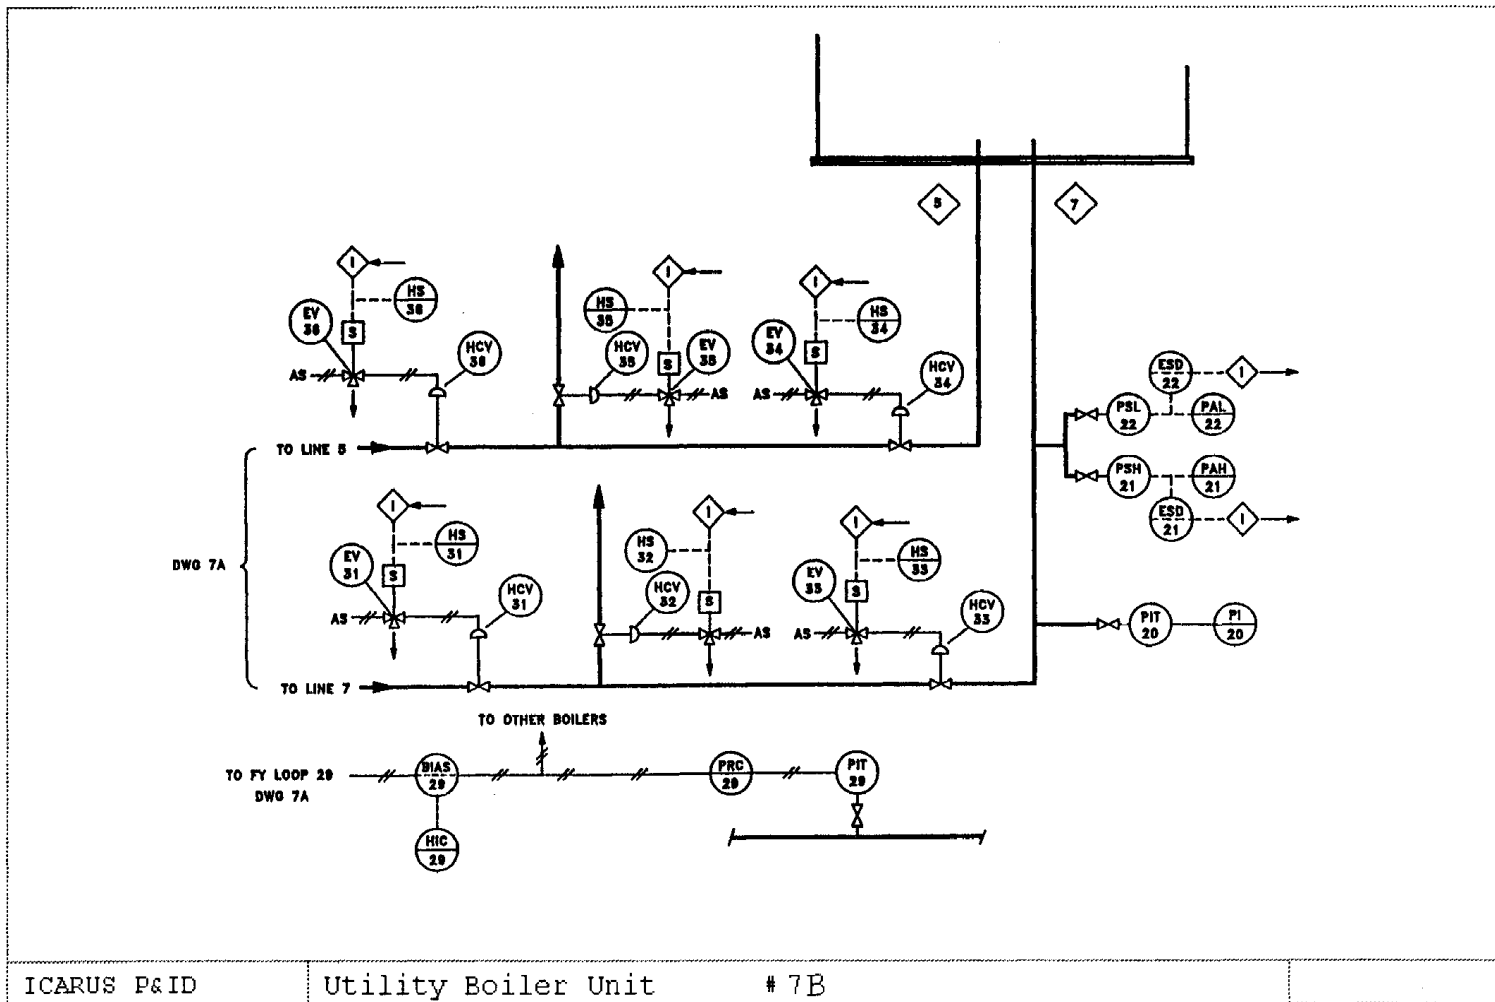 5
7
I
HS
36
EV
36
S
HCV
36
AS
I
HS
35
HCV
35
S
EV
35
AS
I
HS
34
EV
34
S
HCV
34
AS
ESD
22
I
PSL
22
PAL
22
PSH
21
PAH
21
ESD
21
I
TO LINE 5
DWG 7A
I
HS
31
EV
31
S
HCV
31
AS
I
HS
32
HCV
32
S
AS
I
HS
33
EV
33
S
HCV
33
AS
PIT
20
PI
20
TO LINE 7
TO OTHER BOILERS
TO FY LOOP 29
DWG 7A
BIAS
29
PRC
29
PIT
29
HIC
29
ICARUS P&ID
Utility Boiler Unit # 7B